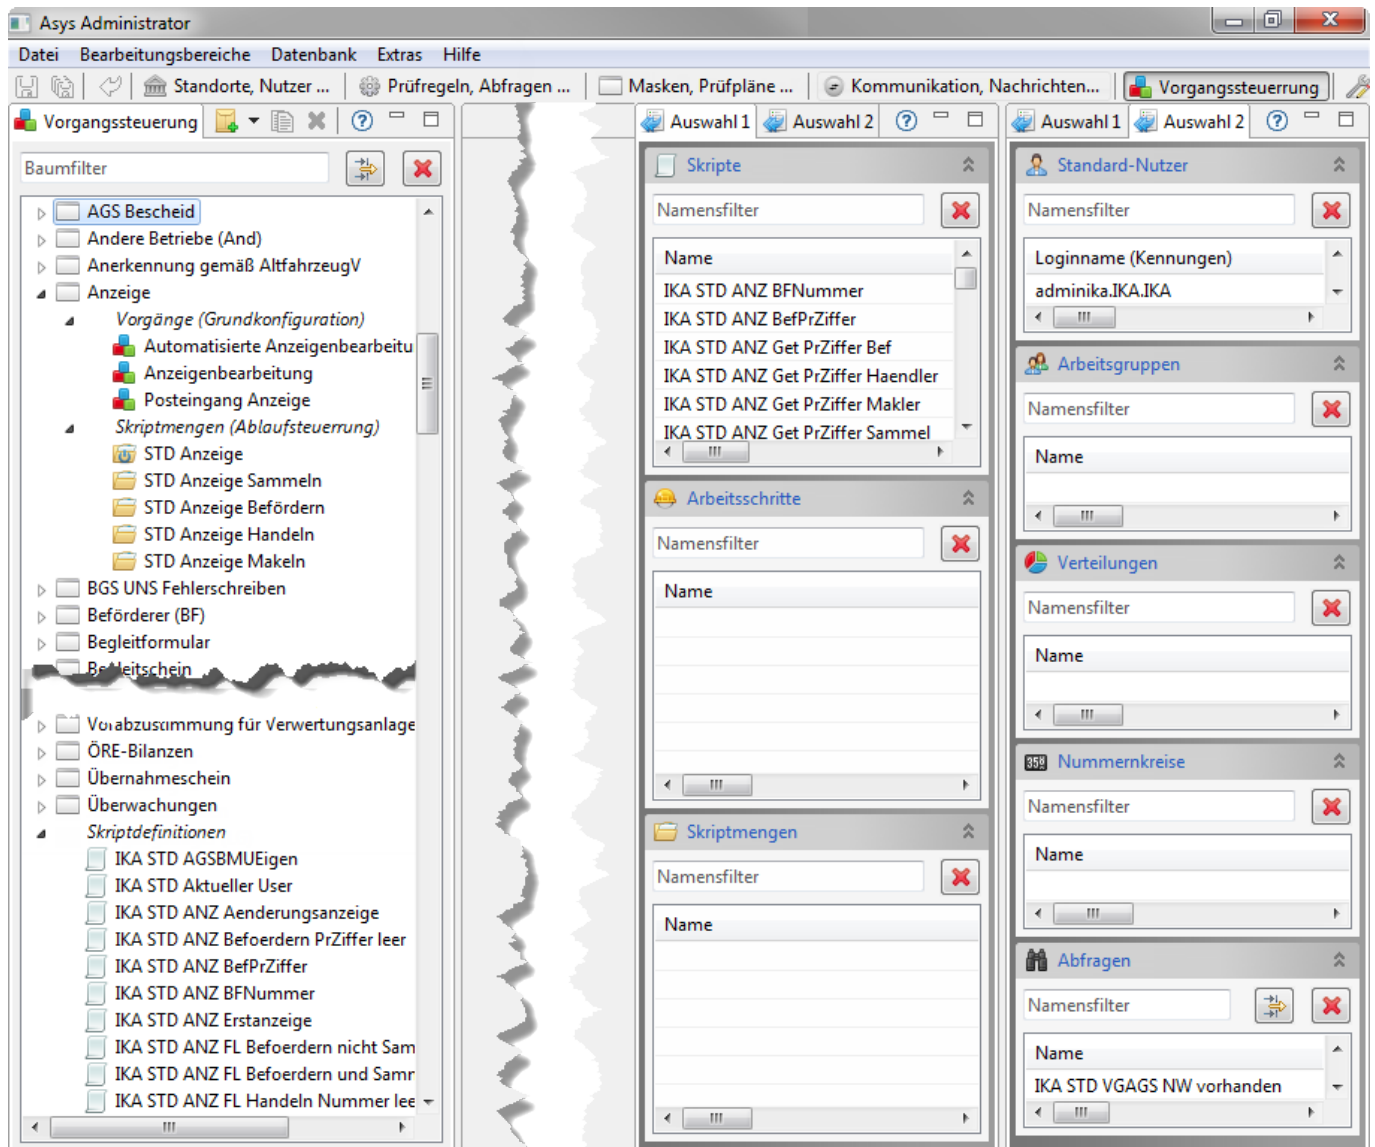 Asys Administrator
Datei Bearbeitungsbereiche Datenbank Extras Hilfe
Standorte, Nutzer ... Prüfregeln, Abfragen ... Masken, Prüfpläne ... Kommunikation, Nachrichten... Vorgangssteuerrung
Vorgangssteuerung
Baumfilter
AGS Bescheid
Andere Betriebe (And)
Anerkennung gemäß AltfahrzeugV
Anzeige
Vorgänge (Grundkonfiguration)
Automatisierte Anzeigenbearbeitu
Anzeigenbearbeitung
Posteingang Anzeige
Skriptmengen (Ablaufsteuerrung)
STD Anzeige
STD Anzeige Sammeln
STD Anzeige Befördern
STD Anzeige Handeln
STD Anzeige Makeln
BGS UNS Fehlerschreiben
Beförderer (BF)
Begleitformular
Begleitschein
Vorabzustimmung für Verwertungsanlage
ÖRE-Bilanzen
Übernahmeschein
Überwachungen
Skriptdefinitionen
IKA STD AGSBMUEigen
IKA STD Aktueller User
IKA STD ANZ Aenderungsanzeige
IKA STD ANZ Befoerdern PrZiffer leer
IKA STD ANZ BefPrZiffer
IKA STD ANZ BFNummer
IKA STD ANZ Erstanzeige
IKA STD ANZ FL Befoerdern nicht Sam
IKA STD ANZ FL Befoerdern und Samr
IKA STD ANZ FL Handeln Nummer lee
Auswahl 1 Auswahl 2
Skripte
Namensfilter
Name
IKA STD ANZ BFNummer
IKA STD ANZ BefPrZiffer
IKA STD ANZ Get PrZiffer Bef
IKA STD ANZ Get PrZiffer Haendler
IKA STD ANZ Get PrZiffer Makler
IKA STD ANZ Get PrZiffer Sammel
Arbeitsschritte
Namensfilter
Name
Skriptmengen
Namensfilter
Name
Auswahl 1 Auswahl 2
Standard-Nutzer
Namensfilter
Loginname (Kennungen)
adminika.IKA.IKA
Arbeitsgruppen
Namensfilter
Name
Verteilungen
Namensfilter
Name
Nummernkreise
Namensfilter
Name
Abfragen
Namensfilter
Name
IKA STD VGAGS NW vorhanden